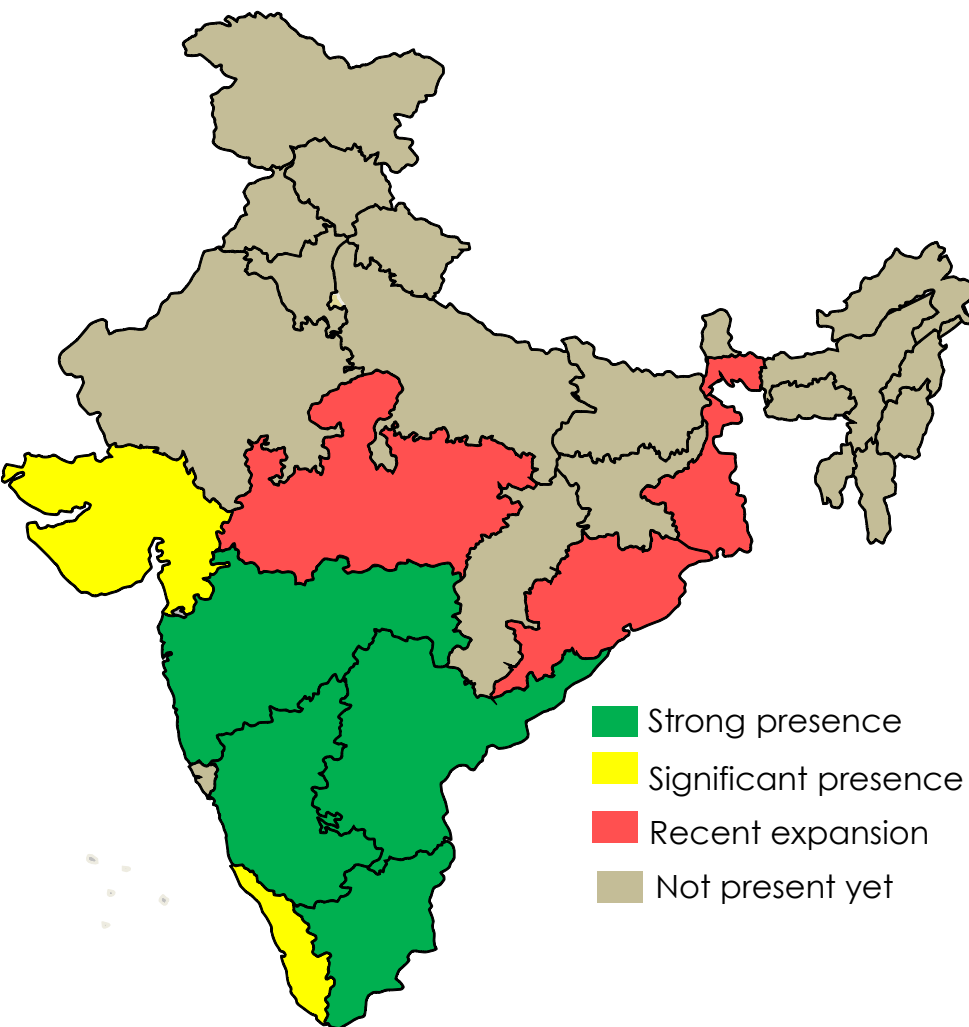 Strong presence
Significant presence
Recent expansion
Not present yet